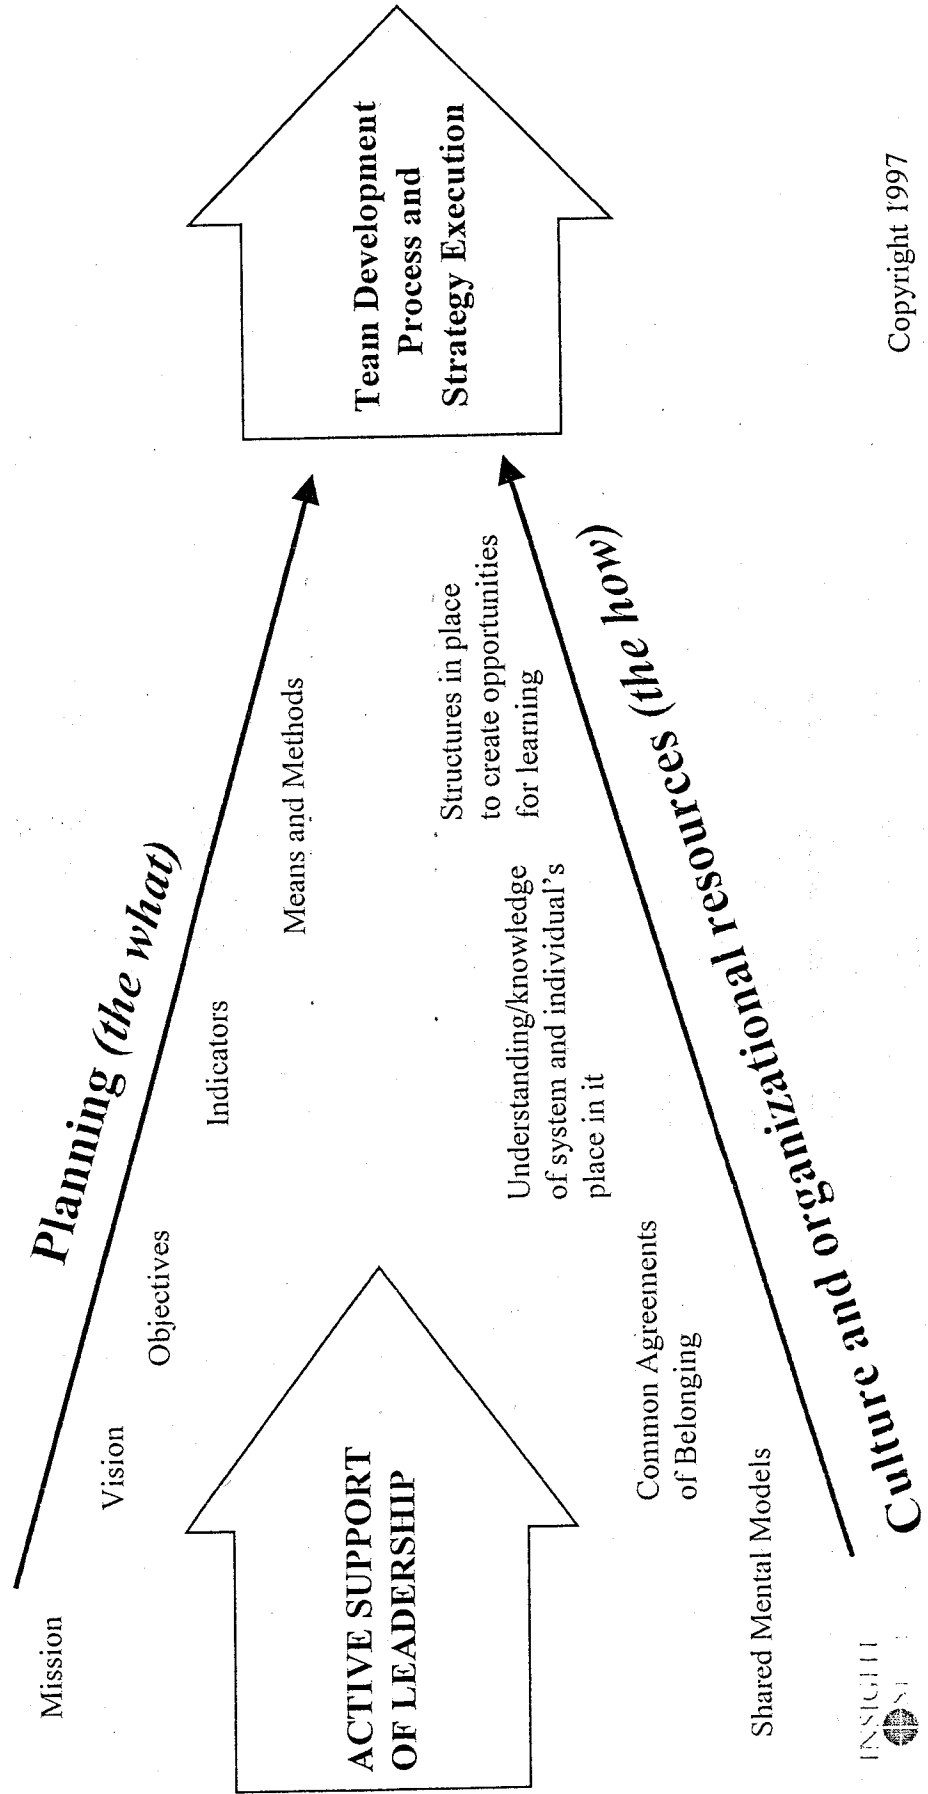 Planning (the what)
Mission
Vision
Objectives
Indicators
Means and Methods
ACTIVE SUPPORT
OF LEADERSHIP
Team Development
Process and
Strategy Execution
Structures in place
to create opportunities
for learning
Understanding/knowledge
of system and individual's
place in it
Common Agreements
of Belonging
Shared Mental Models
Culture and organizational resources (the how)
INSIGHT
Copyright 1997